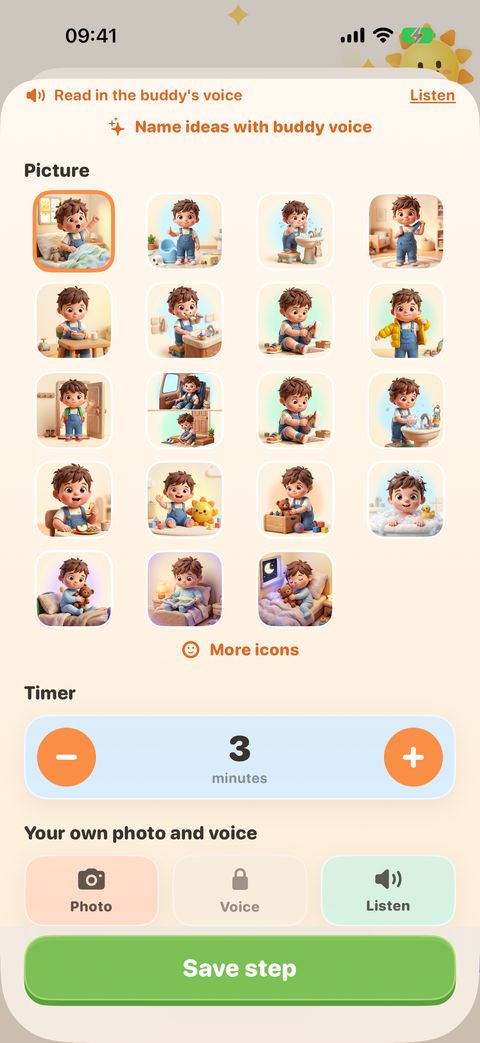 09:41
Read in the buddy's voice
Listen
Name ideas with buddy voice
Picture
More icons
Timer
3
minutes
Your own photo and voice
Photo
Voice
Listen
Save step